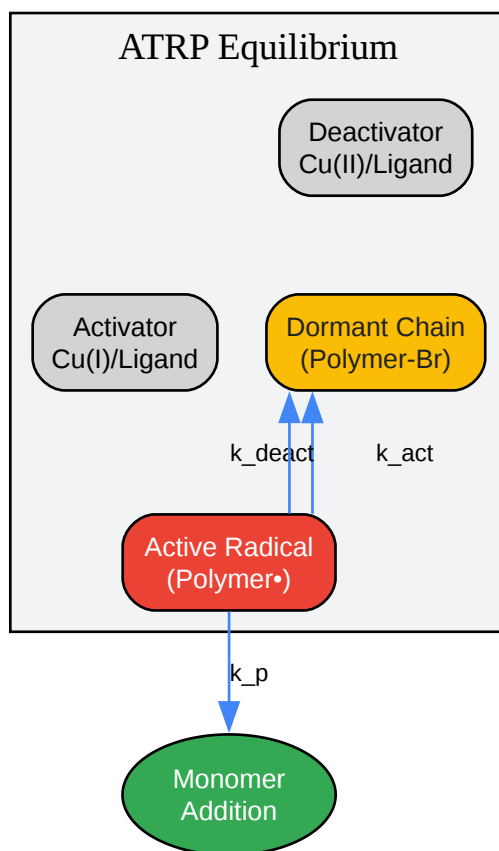 ATRP Equilibrium
Deactivator
Cu(II)/Ligand
Activator
Cu(I)/Ligand
Dormant Chain
(Polymer-Br)
k_deact
k_act
Active Radical
(Polymer•)
k_p
Monomer
Addition